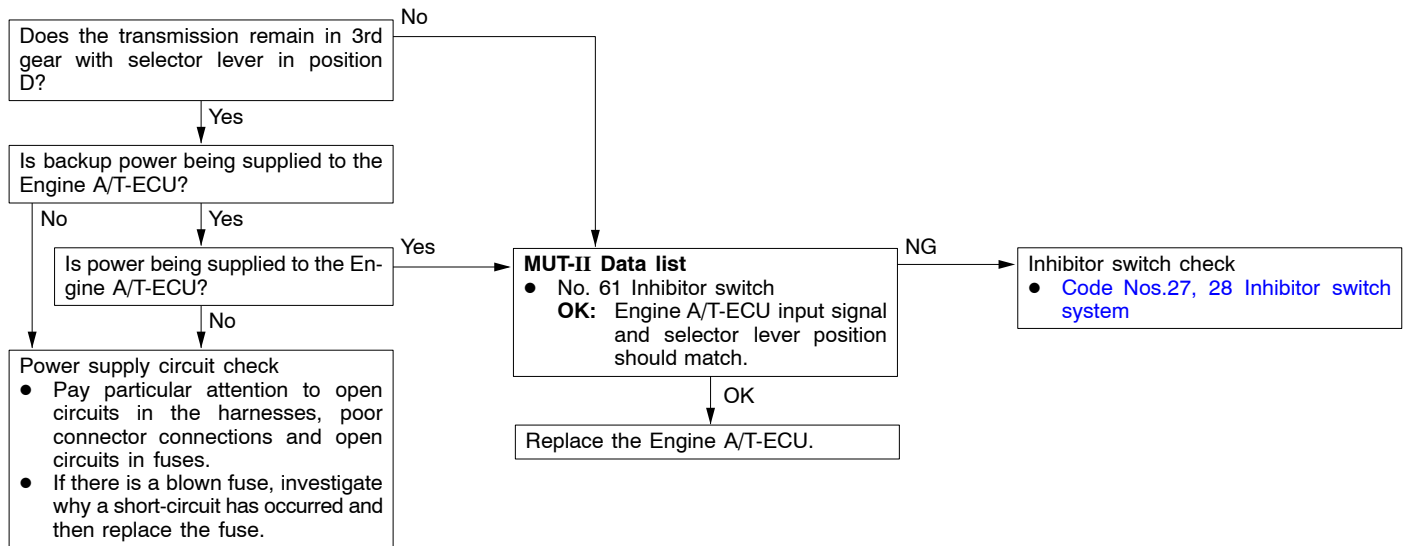 No
Does the transmission remain in 3rd
gear with selector lever in position
D?
Yes
Is backup power being supplied to the
Engine A/T-ECU?
No
Yes
Is power being supplied to the En-
gine A/T-ECU?
Yes
No
MUT-II Data list
● No. 61 Inhibitor switch
OK: Engine A/T-ECU input signal
and selector lever position
should match.
NG
Inhibitor switch check
● Code Nos.27, 28 Inhibitor switch
system
Power supply circuit check
● Pay particular attention to open
circuits in the harnesses, poor
connector connections and open
circuits in fuses.
● If there is a blown fuse, investigate
why a short-circuit has occurred and
then replace the fuse.
OK
Replace the Engine A/T-ECU.